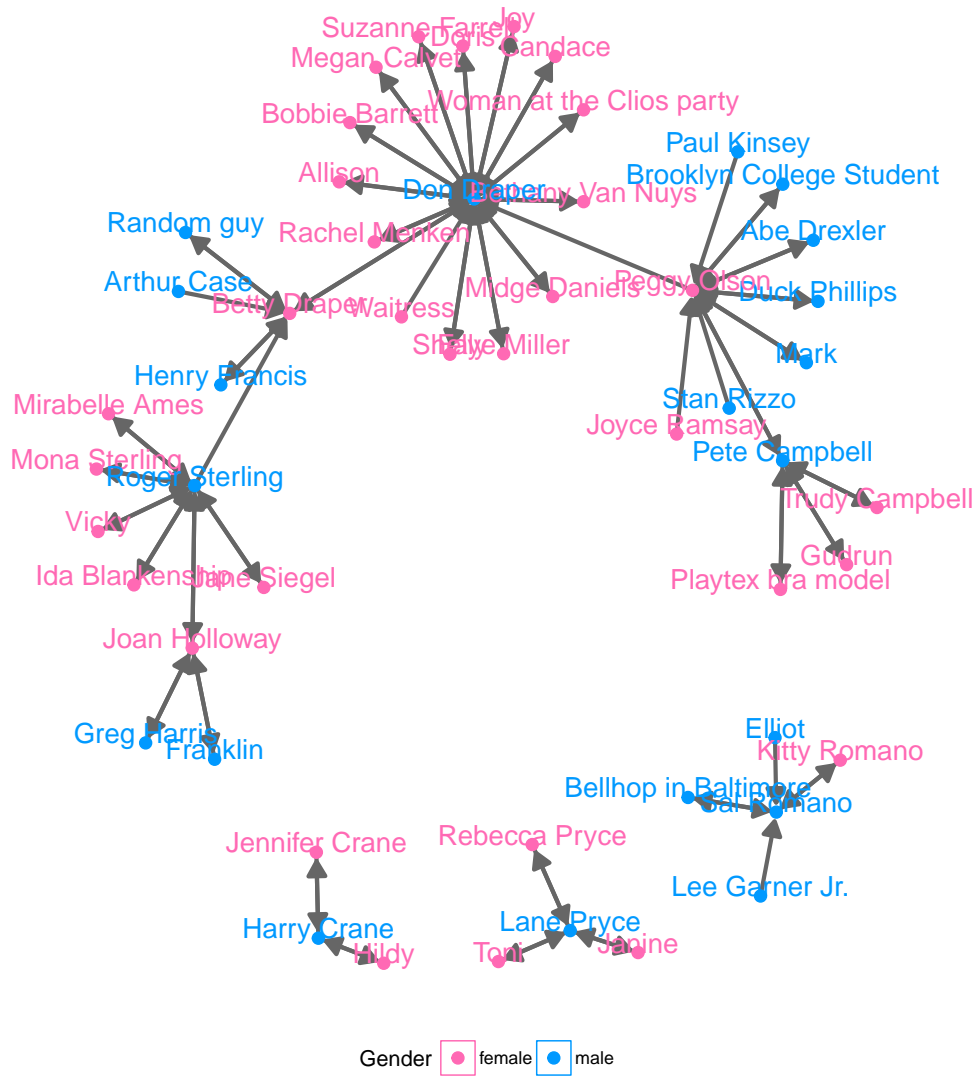 Joy
Suzanne Farrell
Doris
Candace
Megan Calvet
Woman at the Clios party
Bobbie Barrett
Paul Kinsey
Brooklyn College Student
Allison
Don Draper
Bethany Van Nuys
Random guy
Abe Drexler
Rachel Menken
Arthur Case
Peggy Olson
Midge Daniels
Duck Phillips
Betty Draper
Waitress
Shelly
Faye Miller
Mark
Henry Francis
Stan Rizzo
Mirabelle Ames
Joyce Ramsay
Pete Campbell
Mona Sterling
Roger Sterling
Trudy Campbell
Vicky
Gudrun
Ida Blankenship
Jane Siegel
Playtex bra model
Joan Holloway
Greg Harris
Franklin
Elliot
Kitty Romano
Bellhop in Baltimore
Sal Romano
Jennifer Crane
Rebecca Pryce
Lee Garner Jr.
Harry Crane
Lane Pryce
Hildy
Toni
Janine
Gender female male